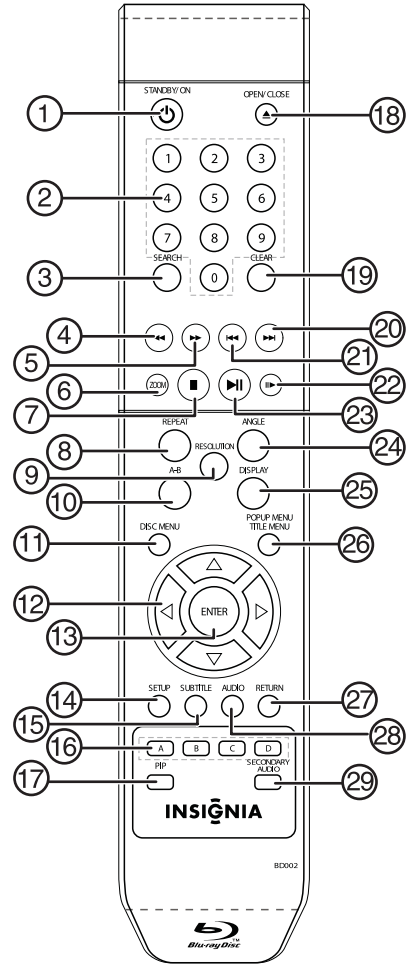 STANDBY/ON
OPEN/CLOSE
1
18
1 2 3
2
4 5 6
7 8 9
SEARCH
CLEAR
3
0
19
4
20
5
21
6
ZOOM
22
7
23
REPEAT
ANGLE
8
RESOLUTION
24
9
A-B
DISPLAY
10
25
DISC MENU
POPUP MENU
TITLE MENU
11
26
12
ENTER
13
SETUP SUBTITLE AUDIO RETURN
14
27
15
28
16
A B C D
PIP
SECONDARY
AUDIO
17
29
INSIGNIA
BD002
Blu-ray Disc™